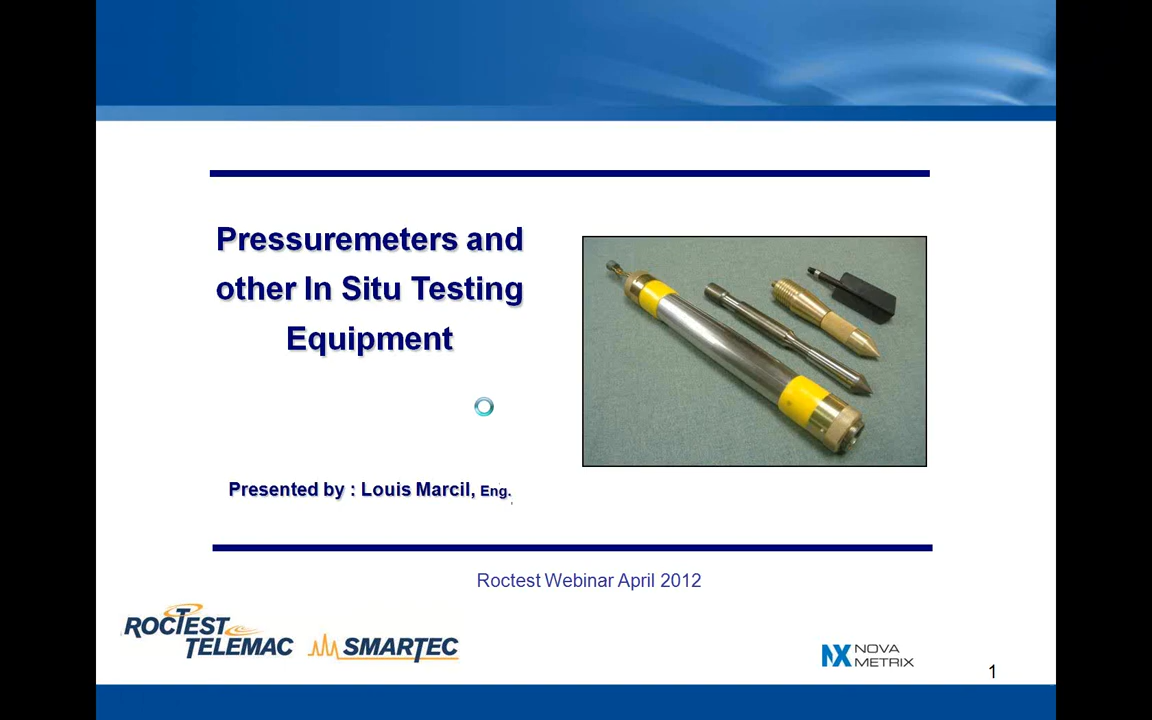 Pressuremeters and
other In Situ Testing
Equipment
Presented by : Louis Marcil, Eng.
Roctest Webinar April 2012
ROCTEST
TELEMAC
SMARTEC
NOVA
METRIX
1